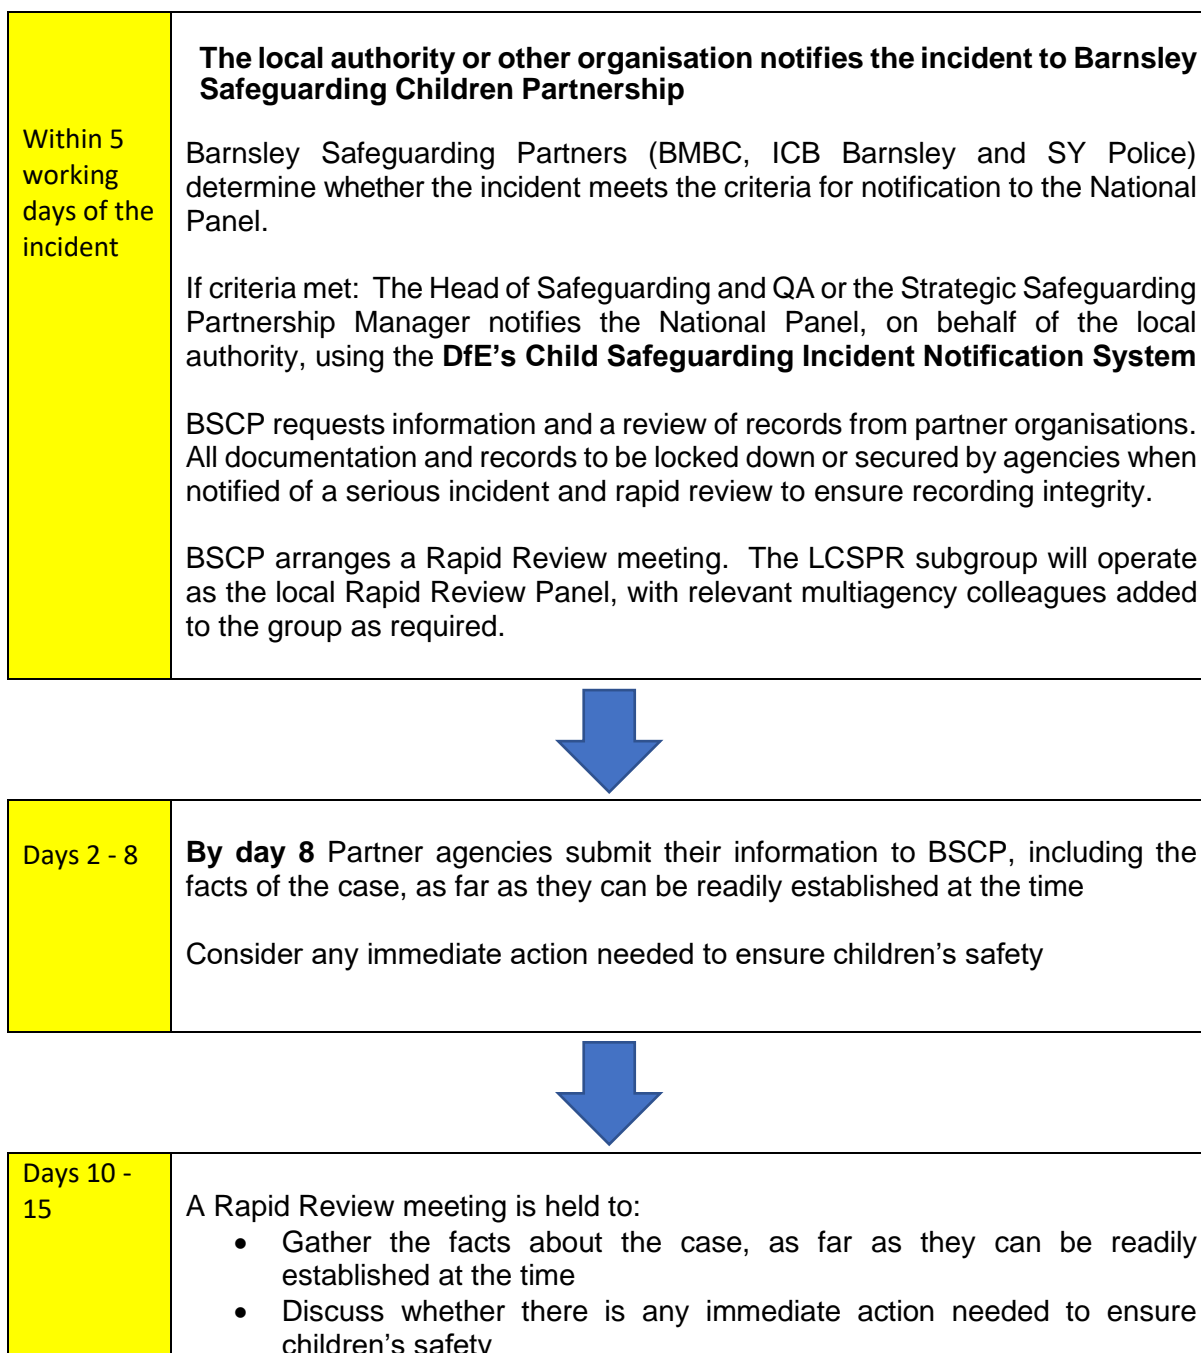 The local authority or other organisation notifies the incident to Barnsley
Safeguarding Children Partnership
Within 5
working
days of the
incident
Barnsley Safeguarding Partners (BMBC, ICB Barnsley and SY Police)
determine whether the incident meets the criteria for notification to the National
Panel.
If criteria met: The Head of Safeguarding and QA or the Strategic Safeguarding
Partnership Manager notifies the National Panel, on behalf of the local
authority, using the DfE’s Child Safeguarding Incident Notification System
BSCP requests information and a review of records from partner organisations.
All documentation and records to be locked down or secured by agencies when
notified of a serious incident and rapid review to ensure recording integrity.
BSCP arranges a Rapid Review meeting. The LCSPR subgroup will operate
as the local Rapid Review Panel, with relevant multiagency colleagues added
to the group as required.
Days 2 - 8
By day 8 Partner agencies submit their information to BSCP, including the
facts of the case, as far as they can be readily established at the time
Consider any immediate action needed to ensure children’s safety
Days 10 -
15
A Rapid Review meeting is held to:
• Gather the facts about the case, as far as they can be readily
established at the time
• Discuss whether there is any immediate action needed to ensure
children’s safety